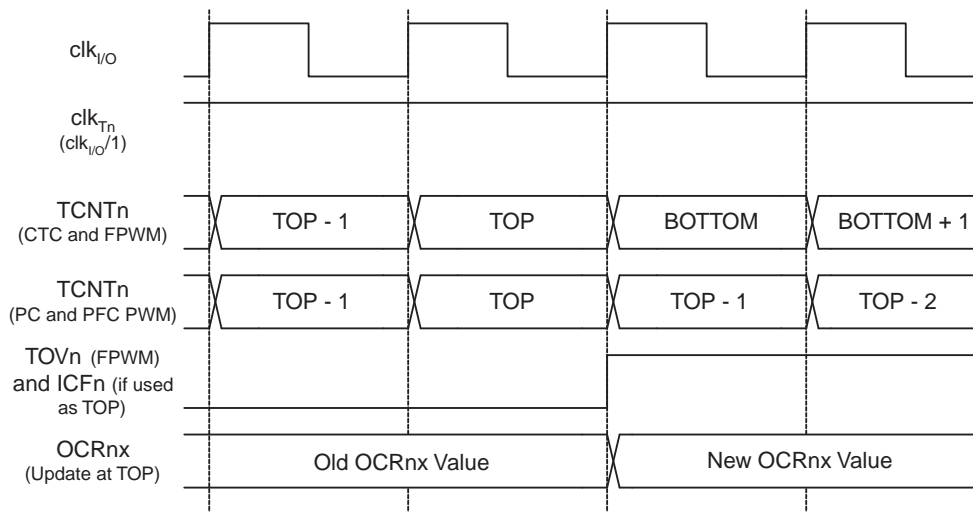 clkI/O
clkTn
(clkI/O/1)
TCNTn
(CTC and FPWM)
TOP - 1
TOP
BOTTOM
BOTTOM + 1
TCNTn
(PC and PFC PWM)
TOP - 1
TOP
TOP - 1
TOP - 2
TOVn (FPWM)
and ICFn (if used
as TOP)
OCRnx
(Update at TOP)
Old OCRnx Value
New OCRnx Value